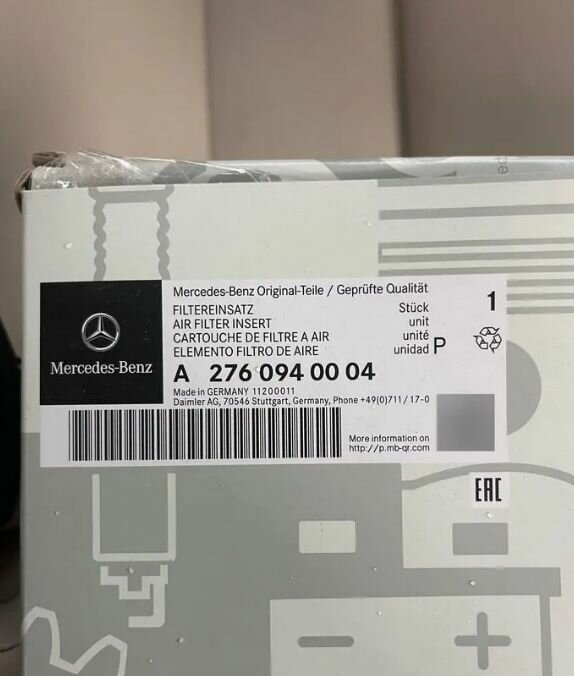 Mercedes-Benz Original-Teile / Geprüfte Qualität
FILTEREINSATZ Stück 1
AIR FILTER INSERT unit
CARTOUCHE DE FILTRE A AIR unité
ELEMENTO FILTRO DE AIRE unidad P
Mercedes-Benz
A 276 094 00 04
Made in GERMANY 11200011
Daimler AG, 70546 Stuttgart, Germany, Phone +49(0)711/17-0
More information on
http://p.mb-qr.com
EAC